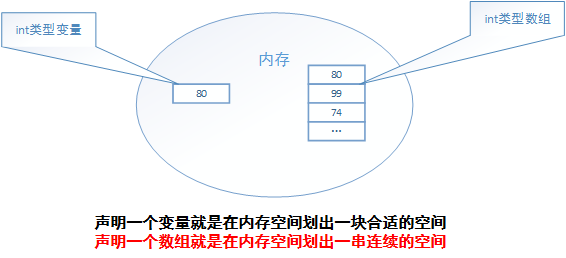 int类型变量
int类型数组
内存
80
80
99
74
...
声明一个变量就是在内存空间划出一块合适的空间
声明一个数组就是在内存空间划出一串连续的空间